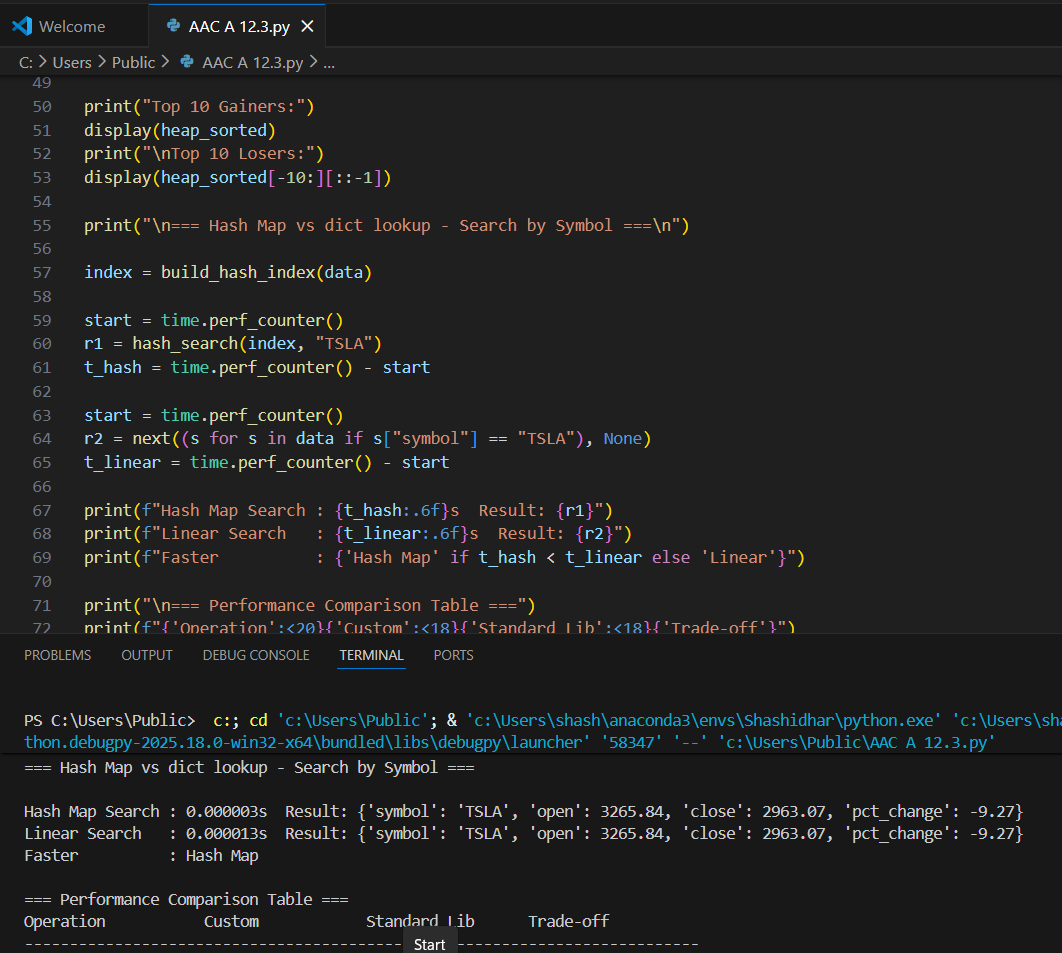 Welcome
AAC A 12.3.py
C: > Users > Public > AAC A 12.3.py > ...
49
50 print("Top 10 Gainers:")
51 display(heap_sorted)
52 print("\nTop 10 Losers:")
53 display(heap_sorted[-10:][::-1])
54
55 print("\n=== Hash Map vs dict lookup - Search by Symbol ===\n")
56
57 index = build_hash_index(data)
58
59 start = time.perf_counter()
60 r1 = hash_search(index, "TSLA")
61 t_hash = time.perf_counter() - start
62
63 start = time.perf_counter()
64 r2 = next((s for s in data if s["symbol"] == "TSLA"), None)
65 t_linear = time.perf_counter() - start
66
67 print(f"Hash Map Search : {t_hash:.6f}s  Result: {r1}")
68 print(f"Linear Search   : {t_linear:.6f}s  Result: {r2}")
69 print(f"Faster          : {'Hash Map' if t_hash < t_linear else 'Linear'}")
70
71 print("\n=== Performance Comparison Table ===")
72 print(f"{'Operation':<20}{'Custom':<18}{'Standard Lib':<18}{'Trade-off'}")
PROBLEMS OUTPUT DEBUG CONSOLE TERMINAL PORTS
PS C:\Users\Public>  c:; cd 'c:\Users\Public'; & 'c:\Users\shash\anaconda3\envs\Shashidhar\python.exe' 'c:\Users\sha
thon.debugpy-2025.18.0-win32-x64\bundled\libs\debugpy\launcher' '58347' '--' 'c:\Users\Public\AAC A 12.3.py'
=== Hash Map vs dict lookup - Search by Symbol ===
Hash Map Search : 0.000003s  Result: {'symbol': 'TSLA', 'open': 3265.84, 'close': 2963.07, 'pct_change': -9.27}
Linear Search   : 0.000013s  Result: {'symbol': 'TSLA', 'open': 3265.84, 'close': 2963.07, 'pct_change': -9.27}
Faster          : Hash Map
=== Performance Comparison Table ===
Operation           Custom            Standard Lib      Trade-off
---------------------------------------------------------------------------
Start